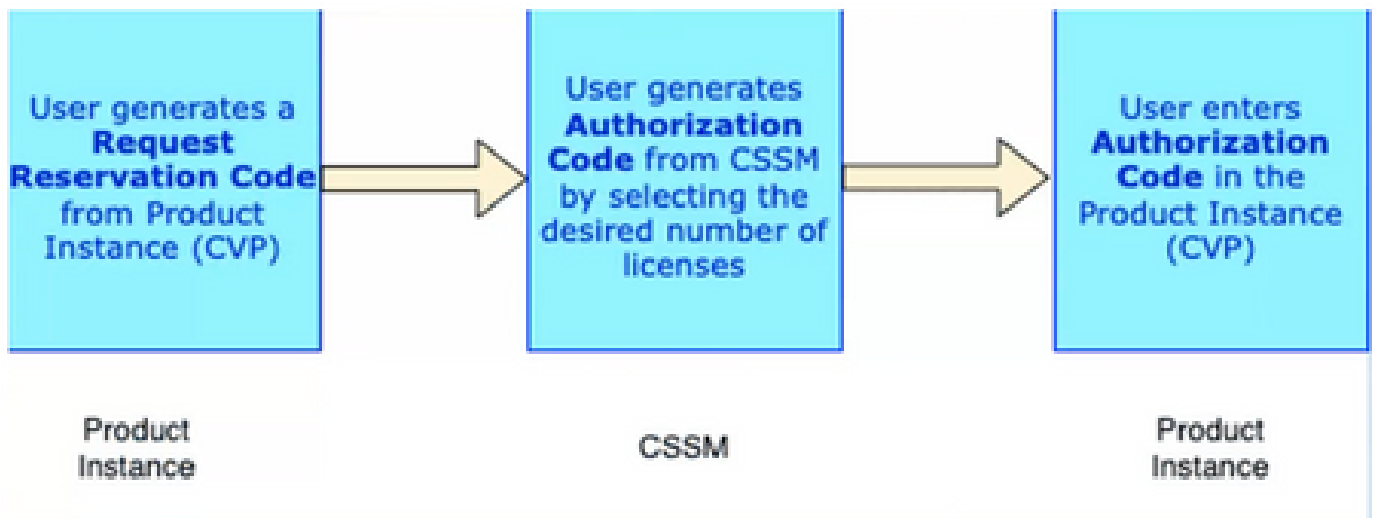 User generates a
Request
Reservation Code
from Product
Instance (CVP)
User generates
Authorization
Code from CSSM
by selecting the
desired number of
licenses
User enters
Authorization
Code in the
Product Instance
(CVP)
Product
Instance
CSSM
Product
Instance